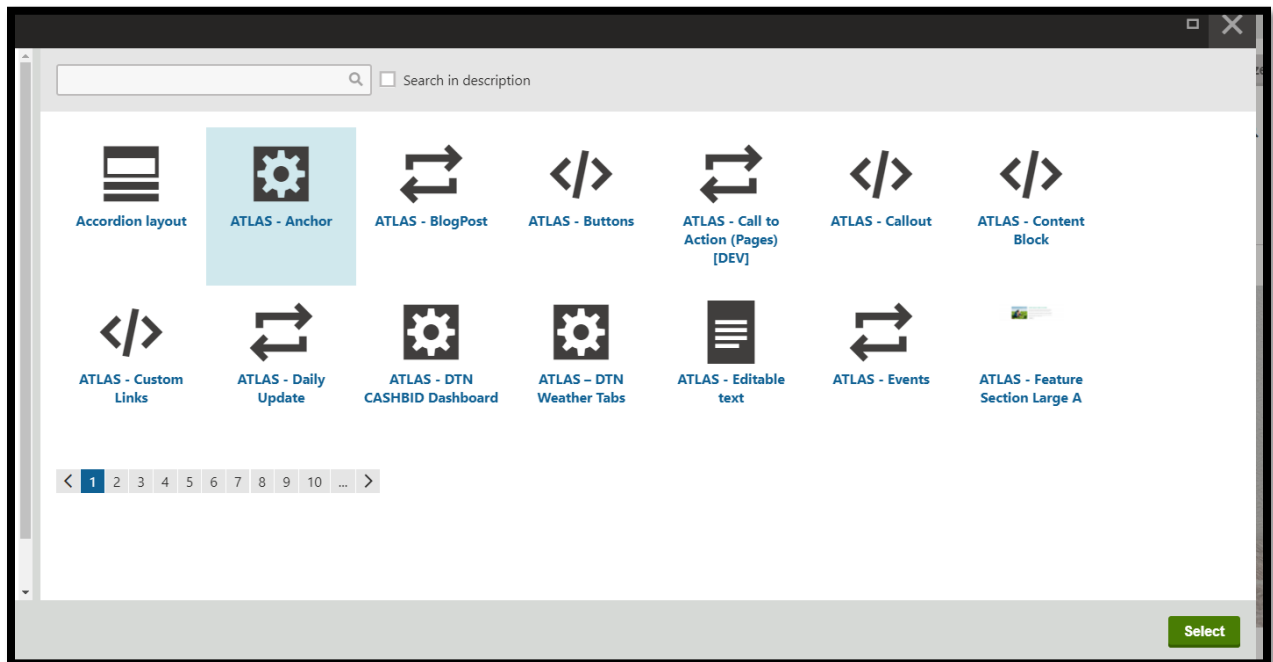 Search in description
Accordion layout
ATLAS - Anchor
ATLAS - BlogPost
ATLAS - Buttons
ATLAS - Call to
Action (Pages)
[DEV]
ATLAS - Callout
ATLAS - Content
Block
ATLAS - Custom
Links
ATLAS - Daily
Update
ATLAS - DTN
CASHBID Dashboard
ATLAS – DTN
Weather Tabs
ATLAS - Editable
text
ATLAS - Events
ATLAS - Feature
Section Large A
1 2 3 4 5 6 7 8 9 10 ...
Select